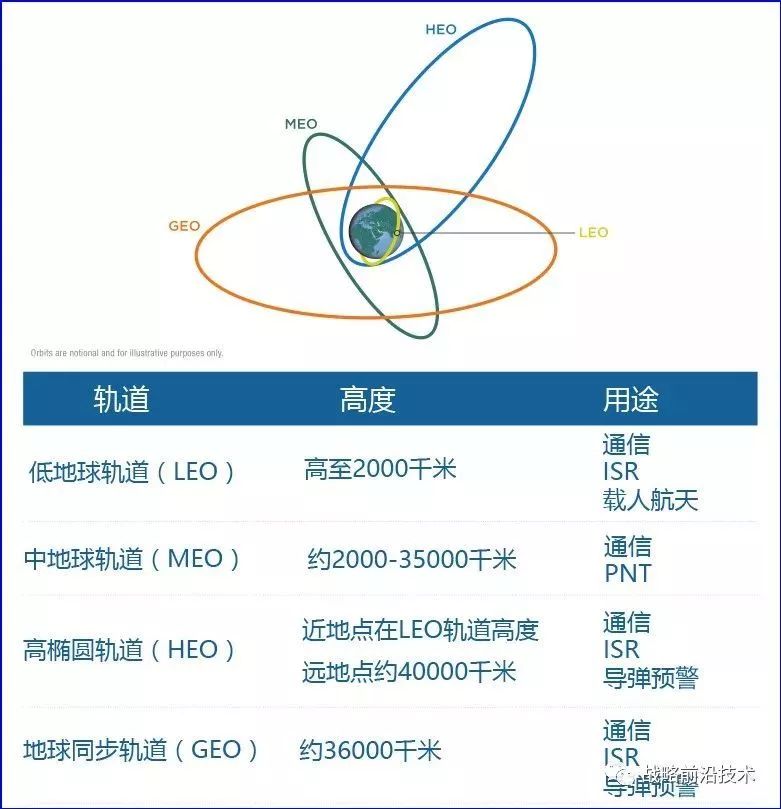 HEO
MEO
GEO
LEO
Orbits are notional and for illustrative purposes only.
轨道 高度 用途
低地球轨道（LEO） 高至2000千米 通信
ISR
载人航天
中地球轨道（MEO） 约2000-35000千米 通信
PNT
高椭圆轨道（HEO） 近地点在LEO轨道高度
远地点约40000千米 通信
ISR
导弹预警
地球同步轨道（GEO） 约36000千米 通信
ISR
导弹预警
战略前沿技术